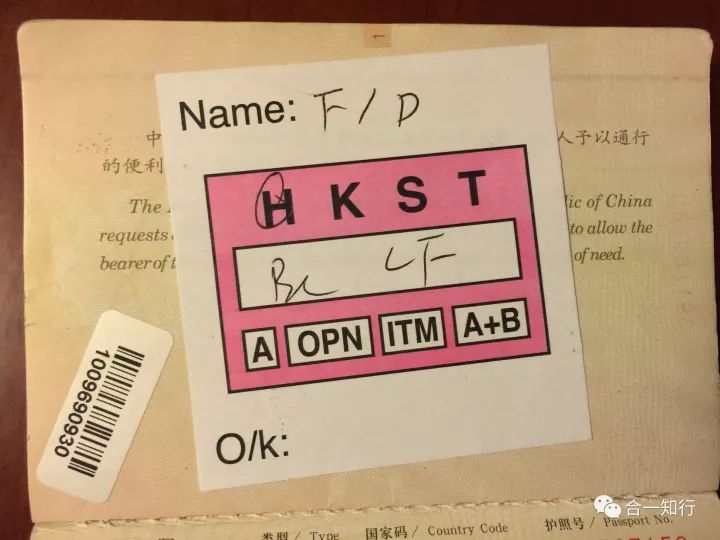 1
Name: F/D
中 人予以通行
的便利
The lic of China
requests to allow the
bearer of t of need.
H K S T
BL LF
A OPN ITM A+B
1009690930
O/k:
类型 / Type 国家码 / Country Code 护照号 / Passport No.
合一知行